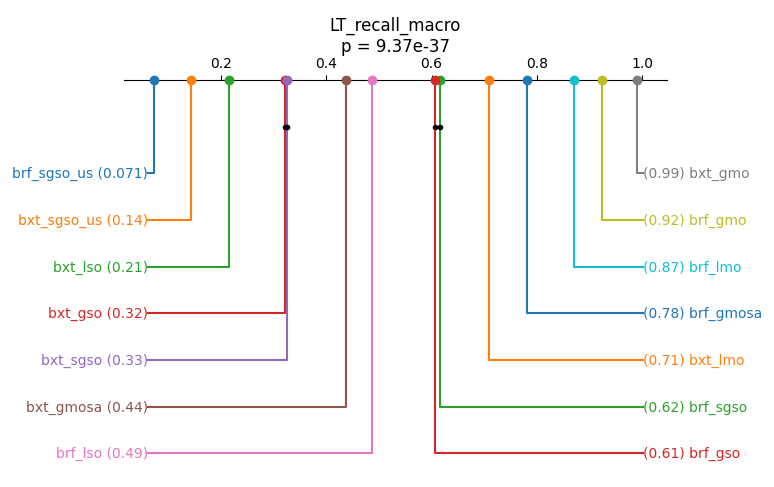 LT_recall_macro
p = 9.37e-37
0.2 0.4 0.6 0.8 1.0
brf_sgso_us (0.071) (0.99) bxt_gmo
bxt_sgso_us (0.14) (0.92) brf_gmo
bxt_lso (0.21) (0.87) brf_lmo
bxt_gso (0.32) (0.78) brf_gmosa
bxt_sgso (0.33) (0.71) bxt_lmo
bxt_gmosa (0.44) (0.62) brf_sgso
brf_lso (0.49) (0.61) brf_gso